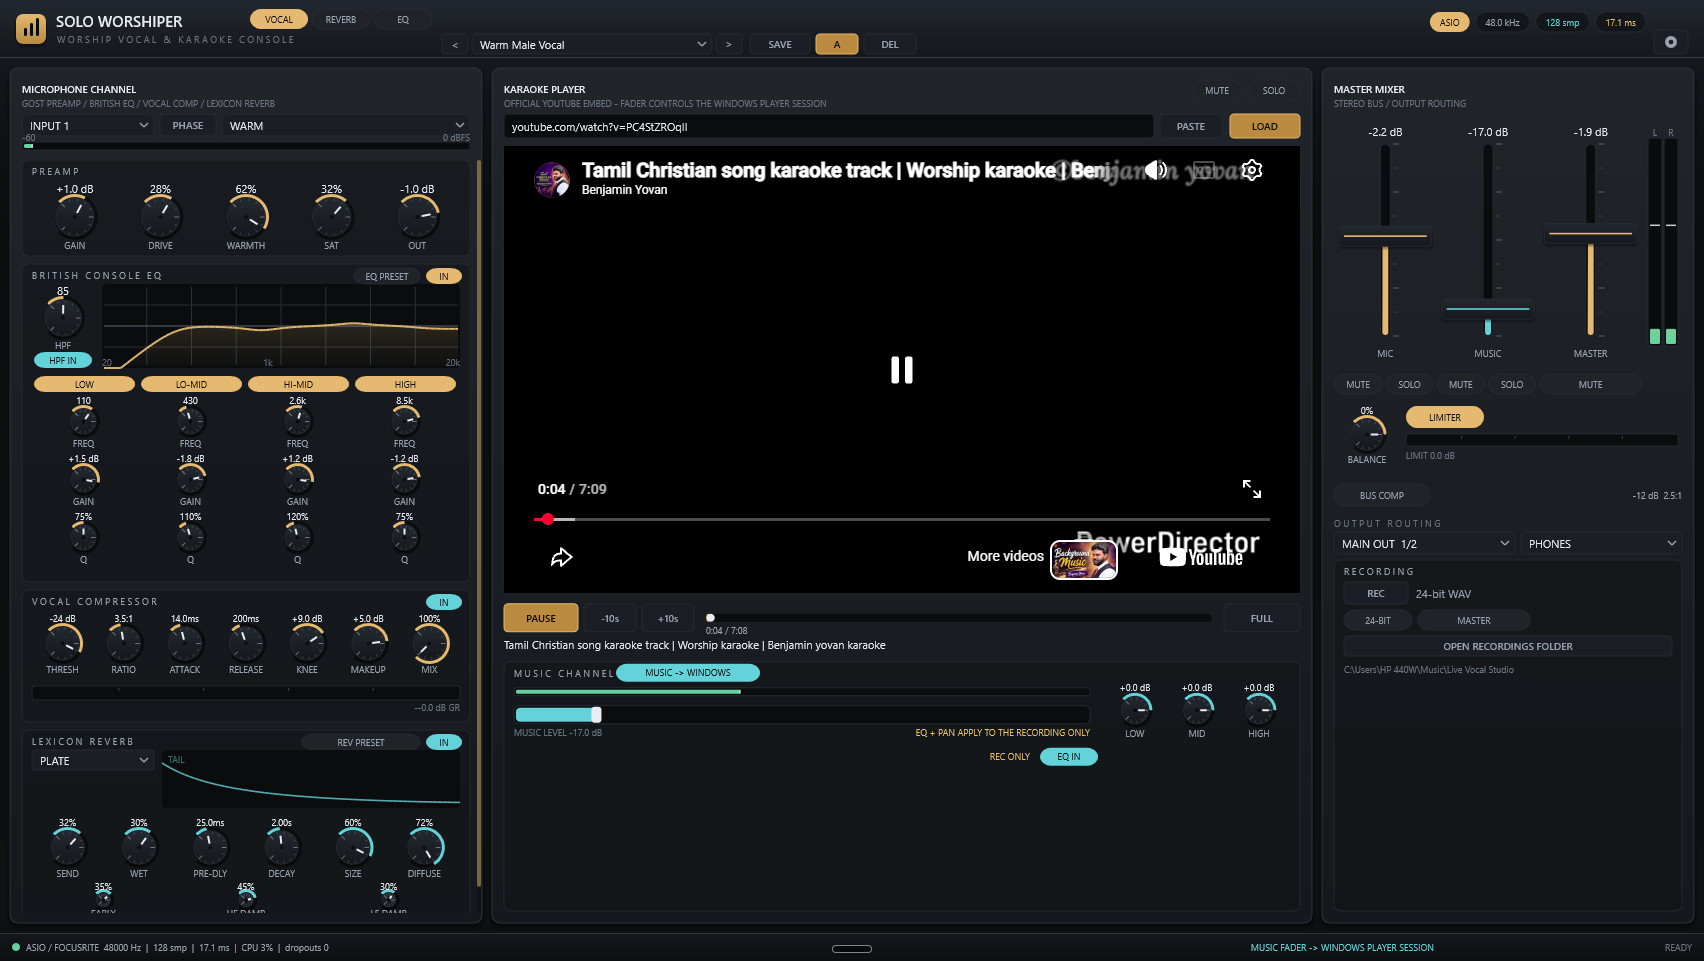 SOLO WORSHIPER
WORSHIP VOCAL & KARAOKE CONSOLE
VOCAL
REVERB
EQ
<
Warm Male Vocal
>
SAVE
A
DEL
ASIO
48.0 kHz
128 smp
17.1 ms
MICROPHONE CHANNEL
GOST PREAMP / BRITISH EQ / VOCAL COMP / LEXICON REVERB
INPUT 1
PHASE
WARM
-60
0 dBFS
PREAMP
+1.0 dB 28% 62% 32% -1.0 dB
GAIN DRIVE WARMTH SAT OUT
BRITISH CONSOLE EQ
EQ PRESET
IN
85
HPF
HPF IN
20 1k 20k
LOW LO-MID HI-MID HIGH
110 430 2.6k 8.5k
FREQ FREQ FREQ FREQ
+1.5 dB -1.8 dB +1.2 dB -1.2 dB
GAIN GAIN GAIN GAIN
75% 110% 120% 75%
Q Q Q Q
VOCAL COMPRESSOR
IN
-24 dB 3.5:1 14.0ms 200ms +9.0 dB +5.0 dB 100%
THRESH RATIO ATTACK RELEASE KNEE MAKEUP MIX
--0.0 dB GR
LEXICON REVERB
REV PRESET
IN
PLATE
TAIL
32% 30% 25.0ms 2.00s 60% 72%
SEND WET PRE-DLY DECAY SIZE DIFFUSE
35% 45% 30%
EARLY HF DAMP LF DAMP
KARAOKE PLAYER
OFFICIAL YOUTUBE EMBED - FADER CONTROLS THE WINDOWS PLAYER SESSION
MUTE
SOLO
youtube.com/watch?v=PC4StZROqlI
PASTE
LOAD
Tamil Christian song karaoke track | Worship karaoke | Benj
Benjamin Yovan
0:04 / 7:09
PowerDirector
More videos
Background
Music
YouTube
PAUSE
-10s
+10s
0:04 / 7:08
FULL
Tamil Christian song karaoke track | Worship karaoke | Benjamin yovan karaoke
MUSIC CHANNEL
MUSIC -> WINDOWS
MUSIC LEVEL -17.0 dB
EQ + PAN APPLY TO THE RECORDING ONLY
REC ONLY
EQ IN
+0.0 dB +0.0 dB +0.0 dB
LOW MID HIGH
MASTER MIXER
STEREO BUS / OUTPUT ROUTING
-2.2 dB -17.0 dB -1.9 dB
L R
MIC MUSIC MASTER
MUTE SOLO MUTE SOLO MUTE
0%
BALANCE
LIMITER
LIMIT 0.0 dB
BUS COMP
-12 dB 2.5:1
OUTPUT ROUTING
MAIN OUT 1/2
PHONES
RECORDING
REC
24-bit WAV
24-BIT
MASTER
OPEN RECORDINGS FOLDER
C:\Users\HP 440W\Music\Live Vocal Studio
ASIO / FOCUSRITE 48000 Hz | 128 smp | 17.1 ms | CPU 3% | dropouts 0
MUSIC FADER -> WINDOWS PLAYER SESSION
READY